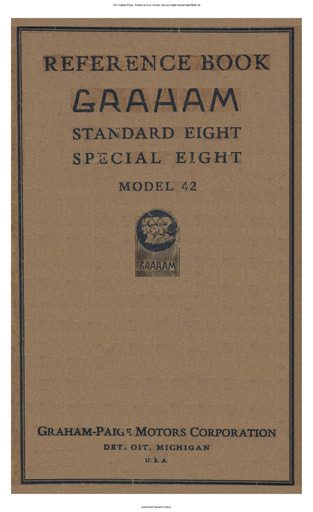 REFERENCE BOOK
GRAHAM
STANDARD EIGHT
SPECIAL EIGHT
MODEL 42
GRAHAM
GRAHAM-PAIGE MOTORS CORPORATION
DETROIT, MICHIGAN
U.S.A.